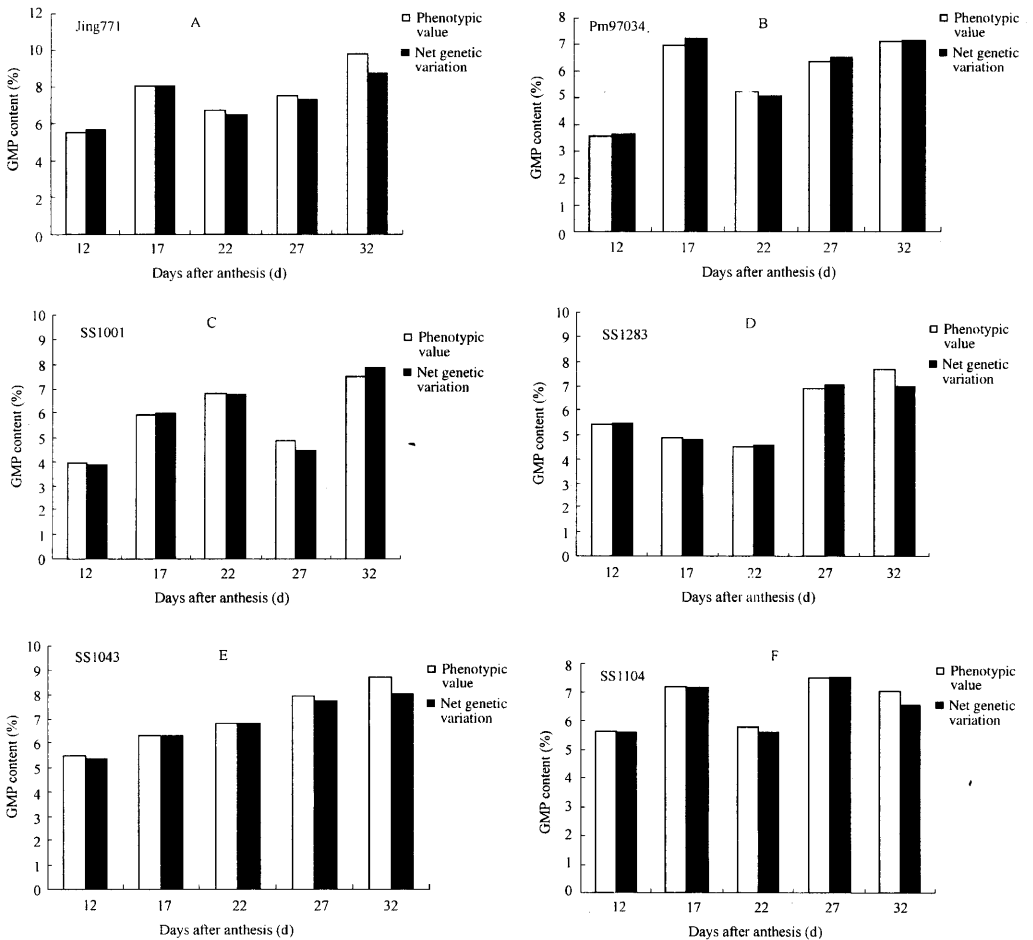 Jing771
A
Phenotypic
value
Net genetic
variation
GMP content (%)
12
10
8
6
4
2
0
12 17 22 27 32
Days after anthesis (d)
Pm97034
B
Phenotypic
value
Net genetic
variation
GMP content (%)
8
7
6
5
4
3
2
1
0
12 17 22 27 32
Days after anthesis (d)
SS1001
C
Phenotypic
value
Net genetic
variation
GMP content (%)
10
9
8
7
6
5
4
3
2
1
0
12 17 22 27 32
Days after anthesis (d)
SS1283
D
Phenotypic
value
Net genetic
variation
GMP content (%)
10
9
8
7
6
5
4
3
2
1
0
12 17 22 27 32
Days after anthesis (d)
SS1043
E
Phenotypic
value
Net genetic
variation
GMP content (%)
10
9
8
7
6
5
4
3
2
1
0
12 17 22 27 32
Days after anthesis (d)
SS1104
F
Phenotypic
value
Net genetic
variation
GMP content (%)
8
7
6
5
4
3
2
1
0
12 17 22 27 32
Days after anthesis (d)